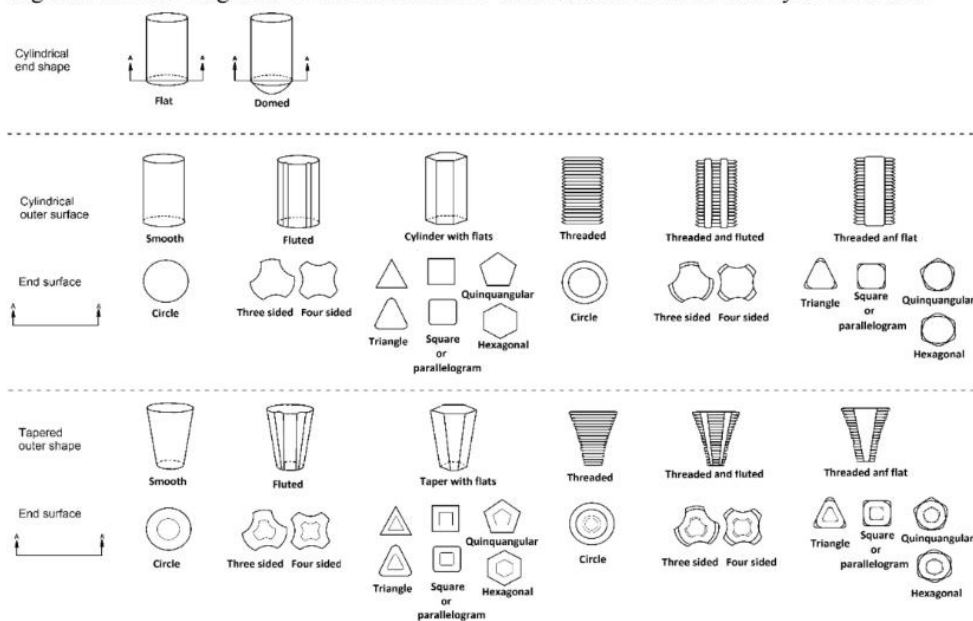 Cylindrical
end shape
A A A A
Flat Domed
Cylindrical
outer surface
Smooth Fluted Cylinder with flats Threaded Threaded and fluted Threaded anf flat
End surface
A A
Circle Three sided Four sided Triangle Square
or
parallelogram Quinquangular
Hexagonal Circle Three sided Four sided Triangle Square
or
parallelogram Quinquangular
Hexagonal
Tapered
outer shape
Smooth Fluted Taper with flats Threaded Threaded and fluted Threaded anf flat
End surface
A A
Circle Three sided Four sided Triangle Square
or
parallelogram Quinquangular
Hexagonal Circle Three sided Four sided Triangle Square
or
parallelogram Quinquangular
Hexagonal